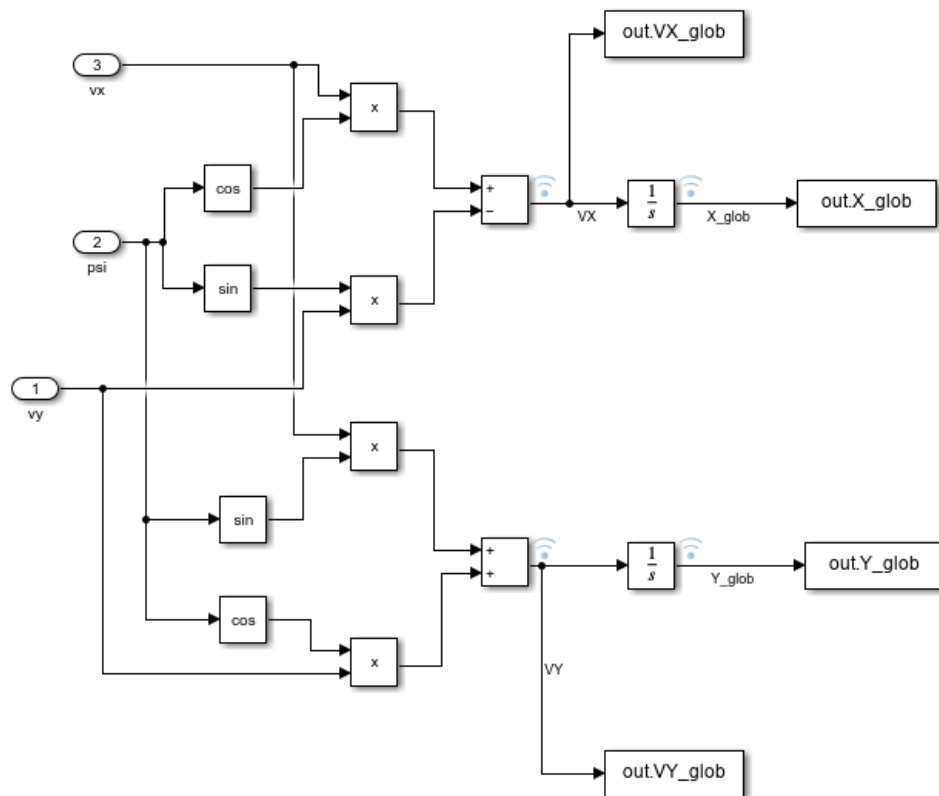 out.VX_glob
3
vx
x
cos
+
−
VX
1
s
X_glob
out.X_glob
2
psi
sin
x
1
vy
x
sin
+
+
1
s
Y_glob
out.Y_glob
cos
x
VY
out.VY_glob